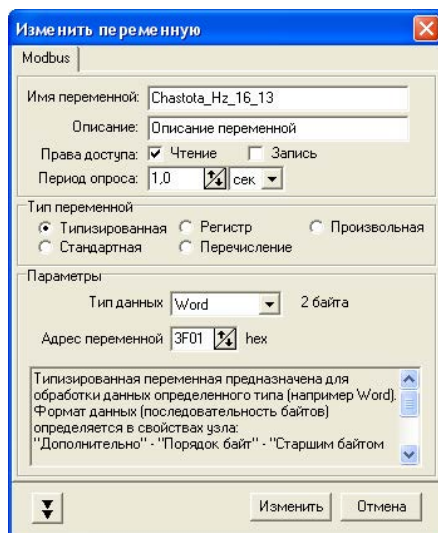 Изменить переменную
Modbus
Имя переменной: Chastota_Hz_16_13
Описание: Описание переменной
Права доступа: Чтение Запись
Период опроса: 1,0 сек
Тип переменной
Типизированная Регистр Произвольная
Стандартная Перечисление
Параметры
Тип данных Word 2 байта
Адрес переменной 3F01 hex
Типизированная переменная предназначена для
обработки данных определенного типа (например Word).
Формат данных (последовательность байтов)
определяется в свойствах узла:
"Дополнительно" - "Порядок байт" - "Старшим байтом
Изменить Отмена